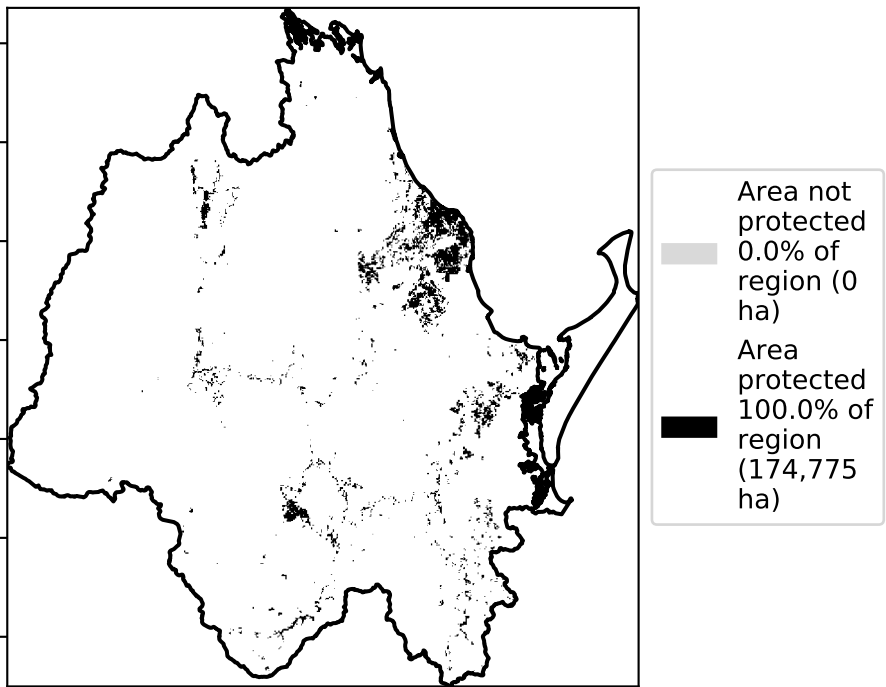 Area not
protected
0.0% of
region (0
ha)
Area
protected
100.0% of
region
(174,775
ha)